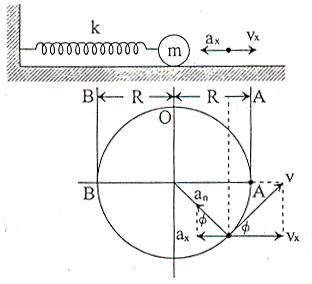 k
m
aₓ vₓ
B R R A
O
B A v
aₙ
ϕ
aₓ ϕ vₓ